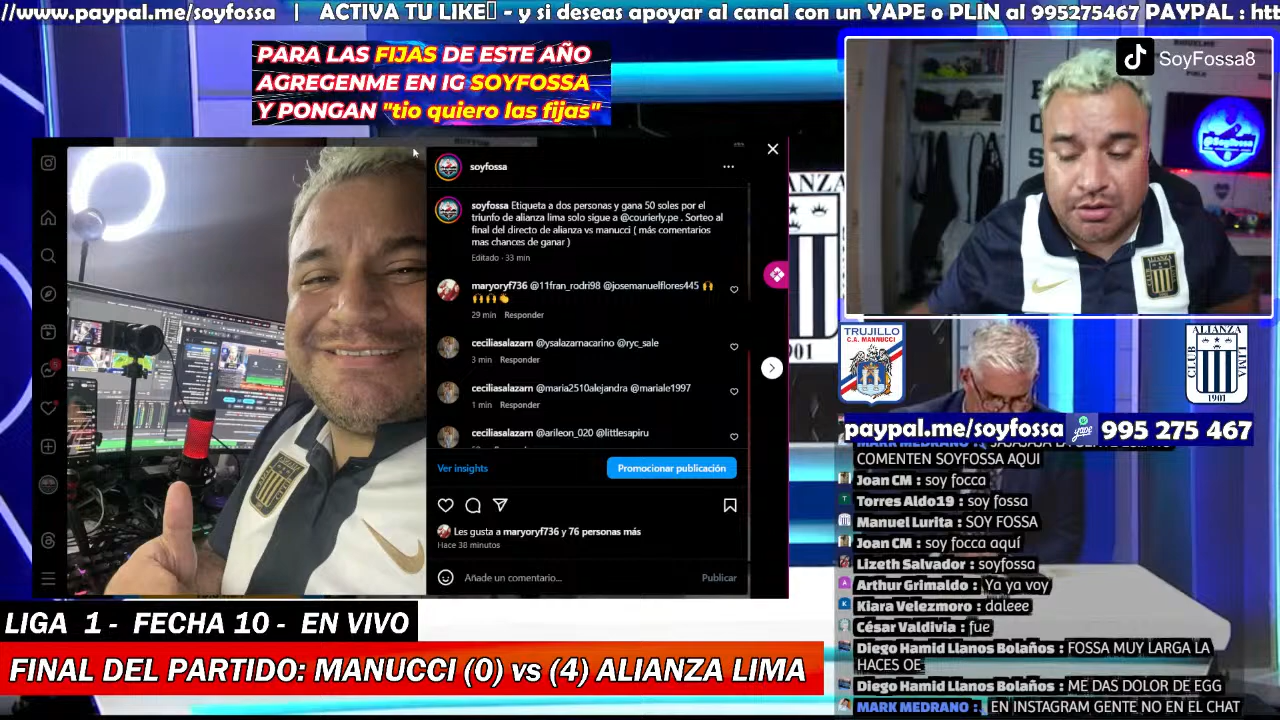 //www.paypal.me/soyfossa | ACTIVA TU LIKE - y si deseas apoyar al canal con un YAPE o PLIN al 995275467 PAYPAL : htt
PARA LAS FIJAS DE ESTE AÑO
AGREGENME EN IG SOYFOSSA
Y PONGAN "tio quiero las fijas"
SoyFossa8
@Soyfossa
soyfossa
soyfossa Etiqueta a dos personas y gana 50 soles por el
triunfo de alianza lima solo sigue a @courierly.pe . Sorteo al
final del directo de alianza vs manucci ( más comentarios
mas chances de ganar )
Editado · 33 min
maryoryf736 @11fran_rodri98 @josemanuelflores445
29 min Responder
ceciliasalazarn @ysalazarnacarino @ryc_sale
3 min Responder
ceciliasalazarn @maria2510alejandra @mariale1997
1 min Responder
ceciliasalazarn @arileon_020 @littlesapiru
Ver insights
Promocionar publicación
Les gusta a maryoryf736 y 76 personas más
Hace 38 minutos
Añade un comentario...
Publicar
TRUJILLO
C.A. MANNUCCI
ALIANZA
CLUB
LIMA
1901
paypal.me/soyfossa yape 995 275 467
COMENTEN SOYFOSSA AQUI
Joan CM : soy focca
Torres Aldo19 : soy fossa
Manuel Lurita : SOY FOSSA
Joan CM : soy focca aquí
Lizeth Salvador : soyfossa
Arthur Grimaldo : Ya ya voy
Kiara Velezmoro : daleee
César Valdivia : fue
Diego Hamid Llanos Bolaños : FOSSA MUY LARGA LA
HACES OE
Diego Hamid Llanos Bolaños : ME DAS DOLOR DE EGG
MARK MEDRANO : EN INSTAGRAM GENTE NO EN EL CHAT
LIGA 1 - FECHA 10 - EN VIVO
FINAL DEL PARTIDO: MANUCCI (0) vs (4) ALIANZA LIMA